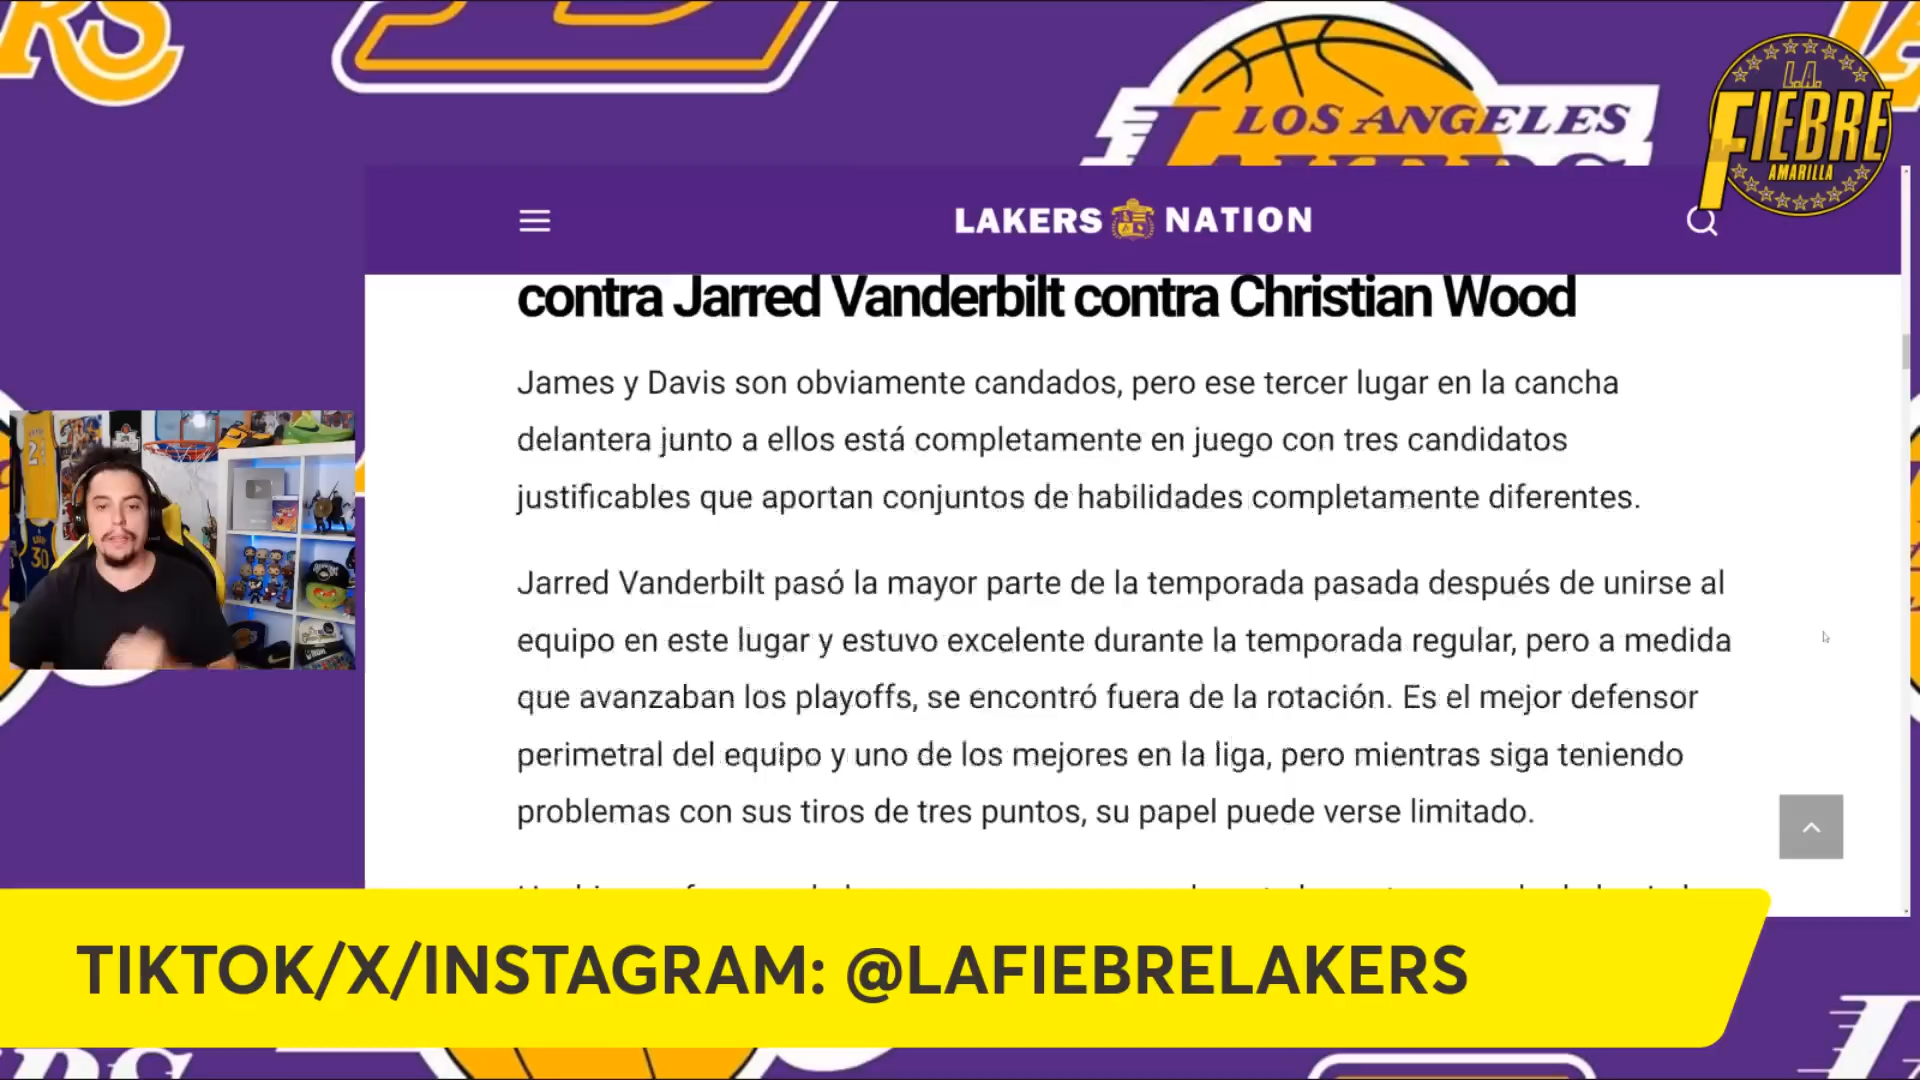 LOS ANGELES
L.A.
FIEBRE
AMARILLA
LAKERS NATION
contra Jarred Vanderbilt contra Christian Wood
James y Davis son obviamente candados, pero ese tercer lugar en la cancha
delantera junto a ellos está completamente en juego con tres candidatos
justificables que aportan conjuntos de habilidades completamente diferentes.
Jarred Vanderbilt pasó la mayor parte de la temporada pasada después de unirse al
equipo en este lugar y estuvo excelente durante la temporada regular, pero a medida
que avanzaban los playoffs, se encontró fuera de la rotación. Es el mejor defensor
perimetral del equipo y uno de los mejores en la liga, pero mientras siga teniendo
problemas con sus tiros de tres puntos, su papel puede verse limitado.
30
TIKTOK/X/INSTAGRAM: @LAFIEBRELAKERS